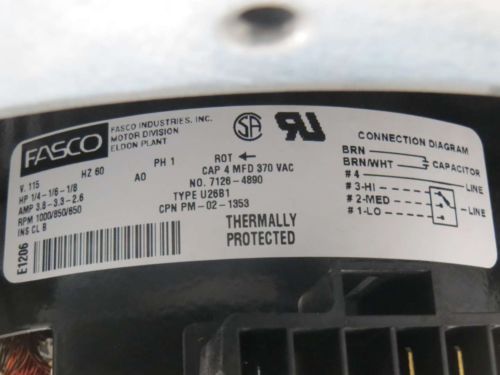 FASCO
FASCO INDUSTRIES, INC.
MOTOR DIVISION
ELDON PLANT
V. 115 HZ 60 PH 1
HP 1/4-1/6-1/8 AO
AMP 3.8-3.3-2.6
RPM 1000/850/650
INS CL B
E1206
SA
UR
ROT ←
CAP 4 MFD 370 VAC
NO. 7126-4890
TYPE U26B1
CPN PM-02-1353
THERMALLY
PROTECTED
CONNECTION DIAGRAM
BRN
BRN/WHT CAPACITOR
#4 LINE
#3-HI
#2-MED
#1-LO LINE